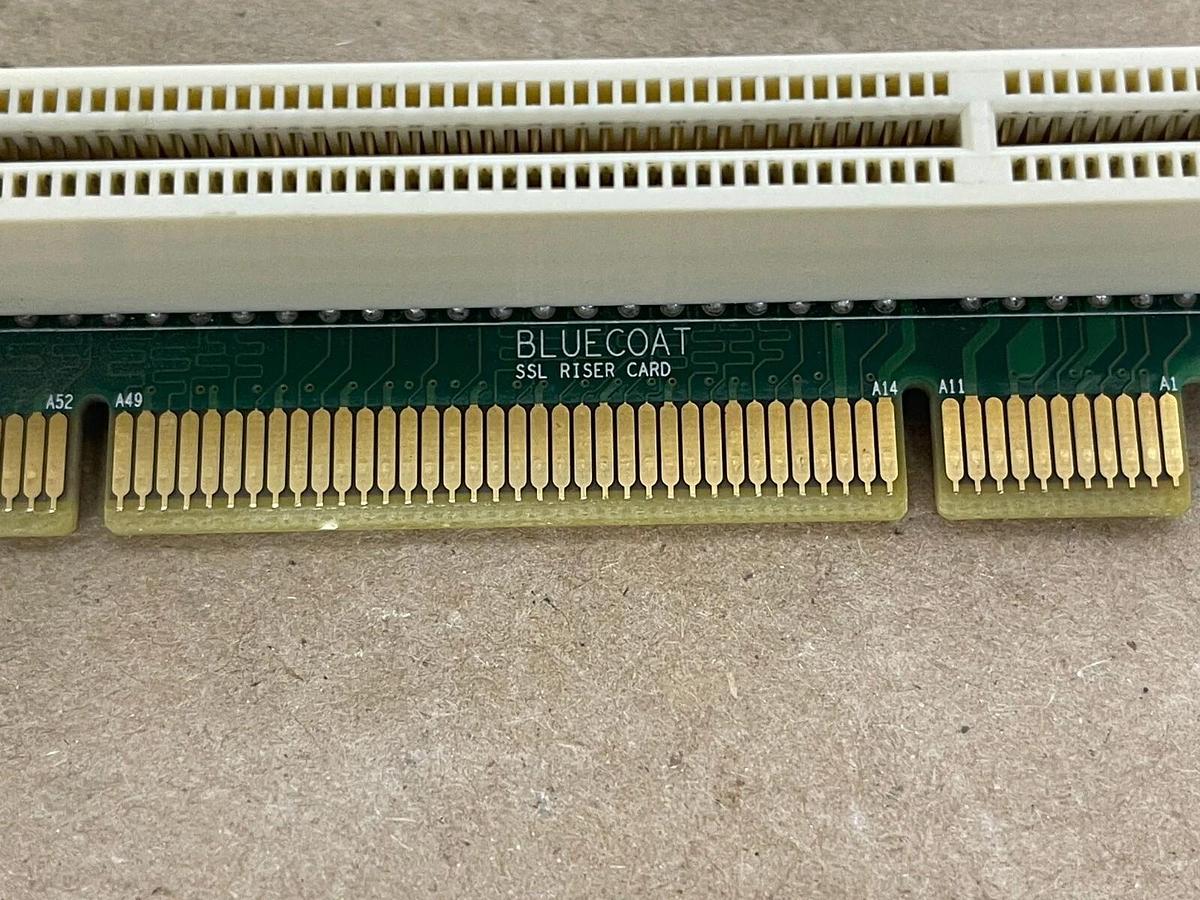 BLUECOAT
SSL RISER CARD
A52 A49 A14 A11 A1